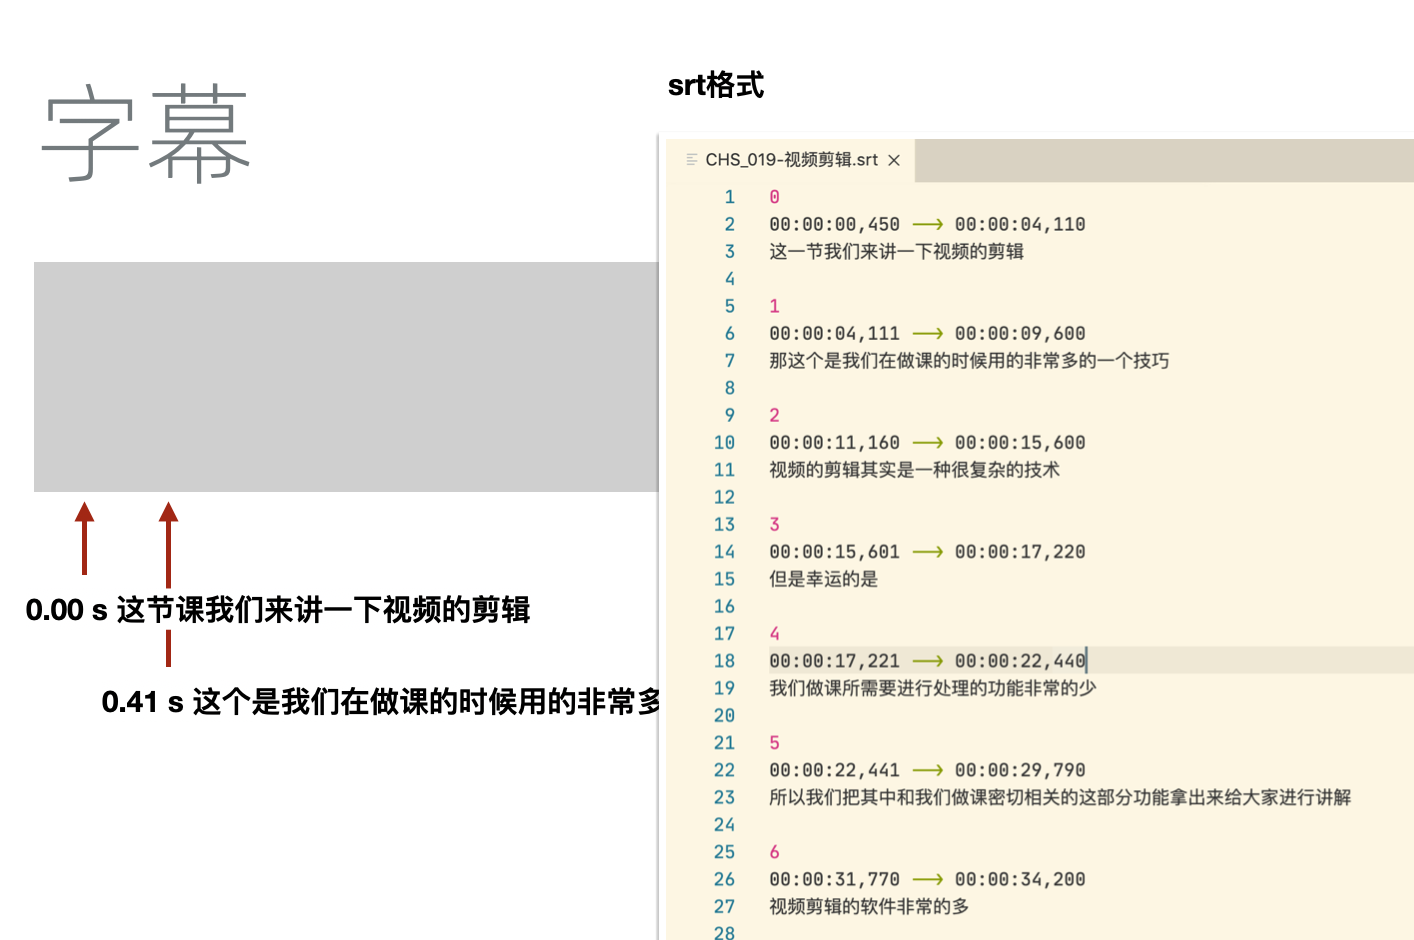 字幕
srt格式
CHS_019-视频剪辑.srt ×
1 0
2 00:00:00,450 --> 00:00:04,110
3 这一节我们来讲一下视频的剪辑
4
5 1
6 00:00:04,111 --> 00:00:09,600
7 那这个是我们在做课的时候用的非常多的一个技巧
8
9 2
10 00:00:11,160 --> 00:00:15,600
11 视频的剪辑其实是一种很复杂的技术
12
13 3
14 00:00:15,601 --> 00:00:17,220
15 但是幸运的是
16
17 4
18 00:00:17,221 --> 00:00:22,440
19 我们做课所需要进行处理的功能非常的少
20
21 5
22 00:00:22,441 --> 00:00:29,790
23 所以我们把其中和我们做课密切相关的这部分功能拿出来给大家进行讲解
24
25 6
26 00:00:31,770 --> 00:00:34,200
27 视频剪辑的软件非常的多
28
0.00 s 这节课我们来讲一下视频的剪辑
0.41 s 这个是我们在做课的时候用的非常多